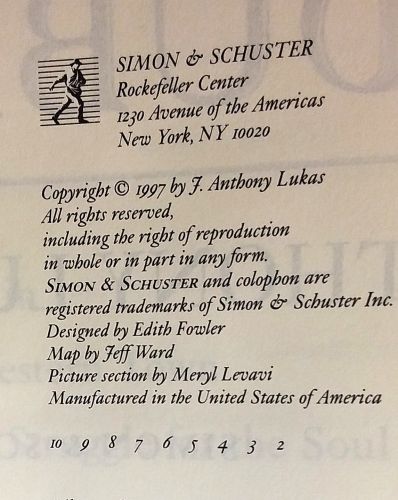 SIMON & SCHUSTER
Rockefeller Center
1230 Avenue of the Americas
New York, NY 10020
Copyright © 1997 by J. Anthony Lukas
All rights reserved,
including the right of reproduction
in whole or in part in any form.
SIMON & SCHUSTER and colophon are
registered trademarks of Simon & Schuster Inc.
Designed by Edith Fowler
Map by Jeff Ward
Picture section by Meryl Levavi
Manufactured in the United States of America
10 9 8 7 6 5 4 3 2